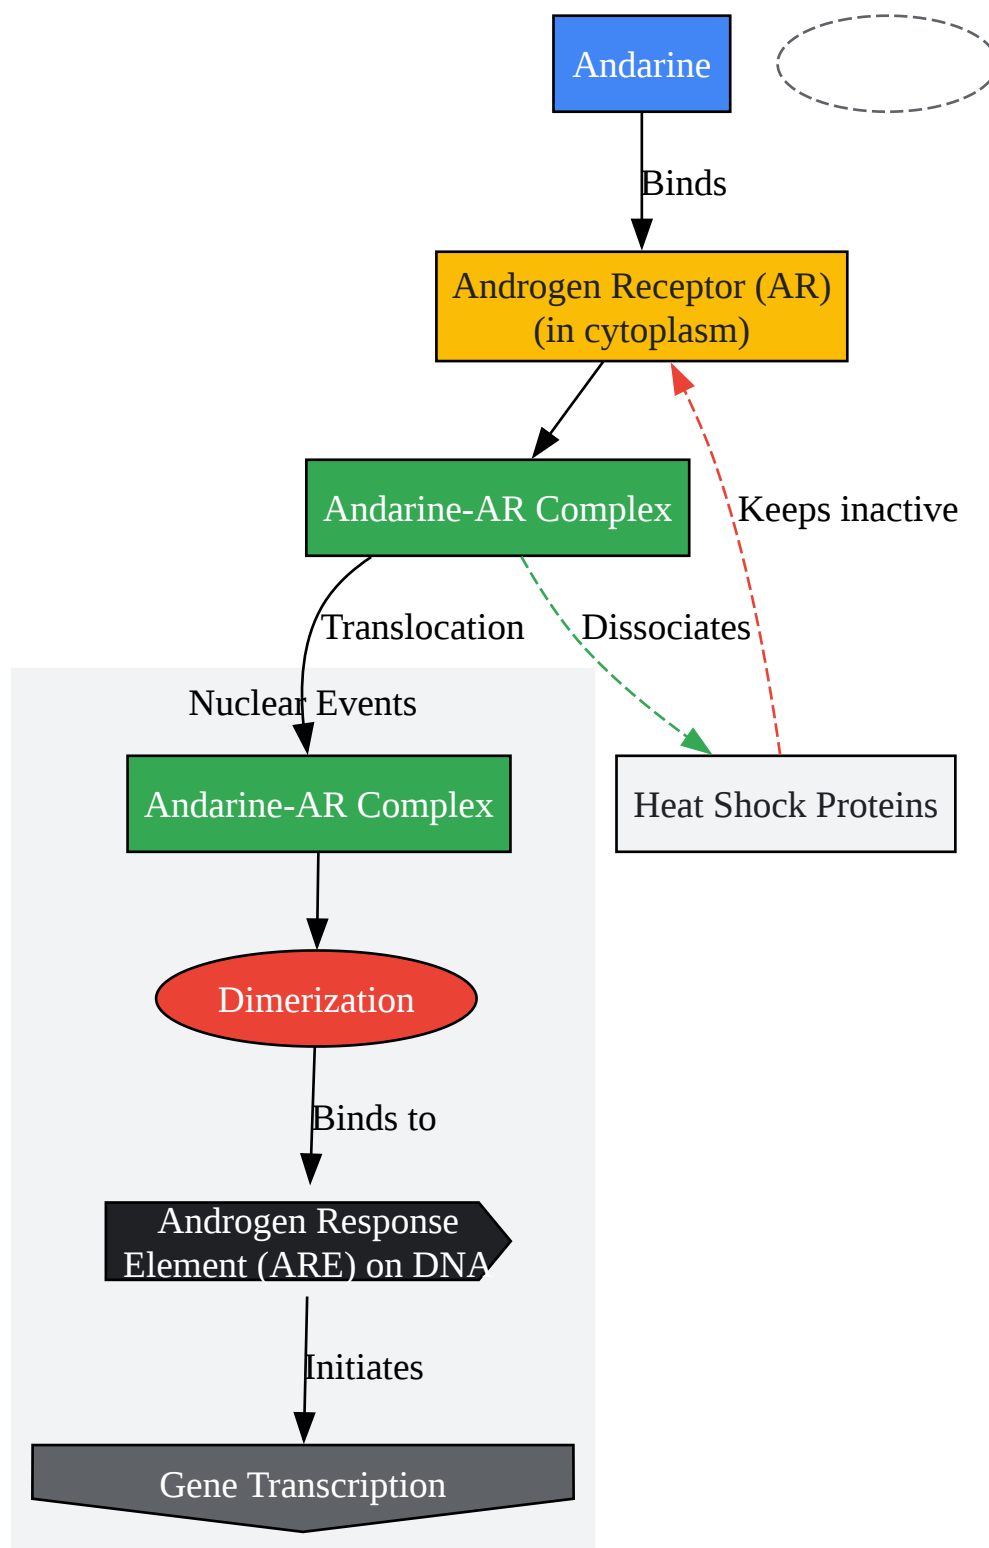 Andarine
Binds
Androgen Receptor (AR)
(in cytoplasm)
Andarine-AR Complex
Keeps inactive
Translocation
Dissociates
Nuclear Events
Andarine-AR Complex
Heat Shock Proteins
Dimerization
Binds to
Androgen Response
Element (ARE) on DNA
Initiates
Gene Transcription